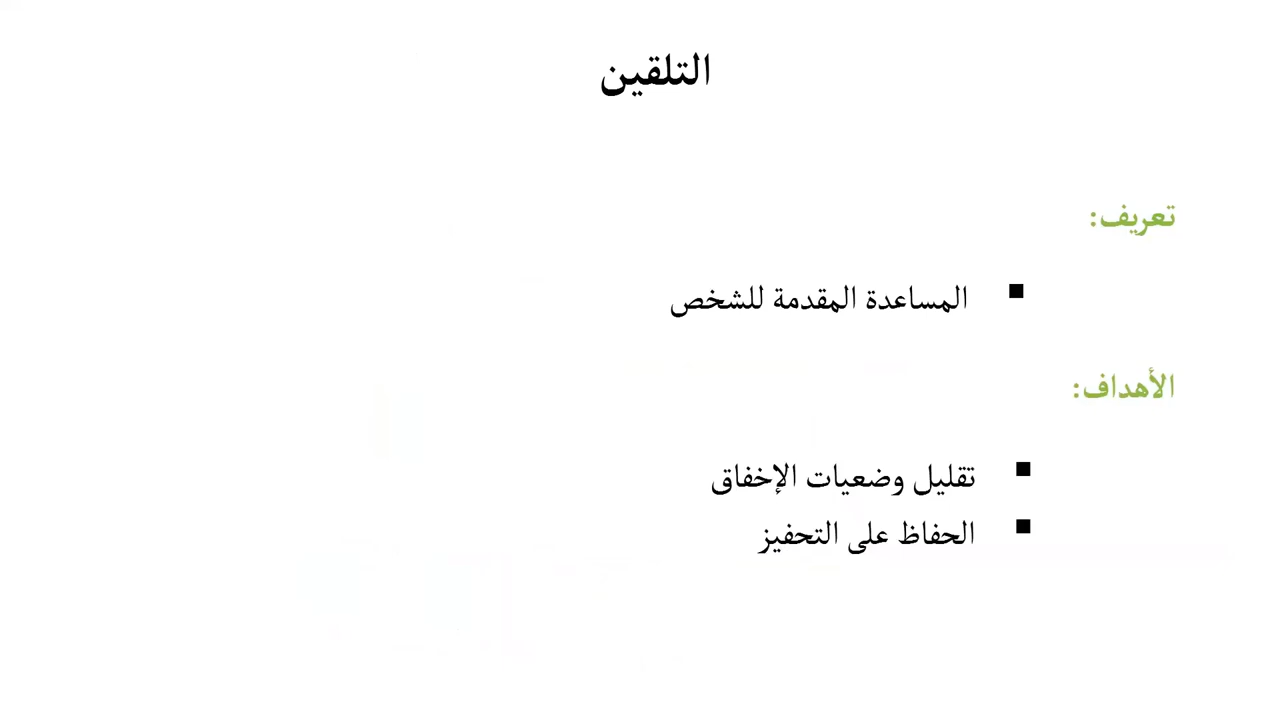 التلقين
تعريف:
▪ المساعدة المقدمة للشخص
الأهداف:
▪ تقليل وضعيات الإخفاق
▪ الحفاظ على التحفيز